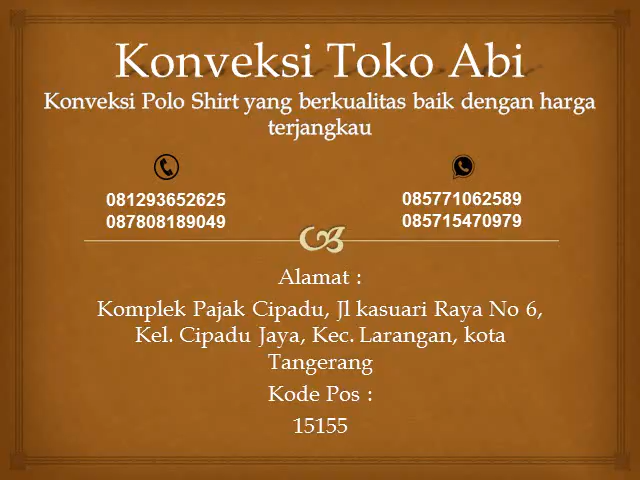 Konveksi Toko Abi
Konveksi Polo Shirt yang berkualitas baik dengan harga
terjangkau
081293652625
087808189049
085771062589
085715470979
Alamat :
Komplek Pajak Cipadu, Jl kasuari Raya No 6,
Kel. Cipadu Jaya, Kec. Larangan, kota
Tangerang
Kode Pos :
15155